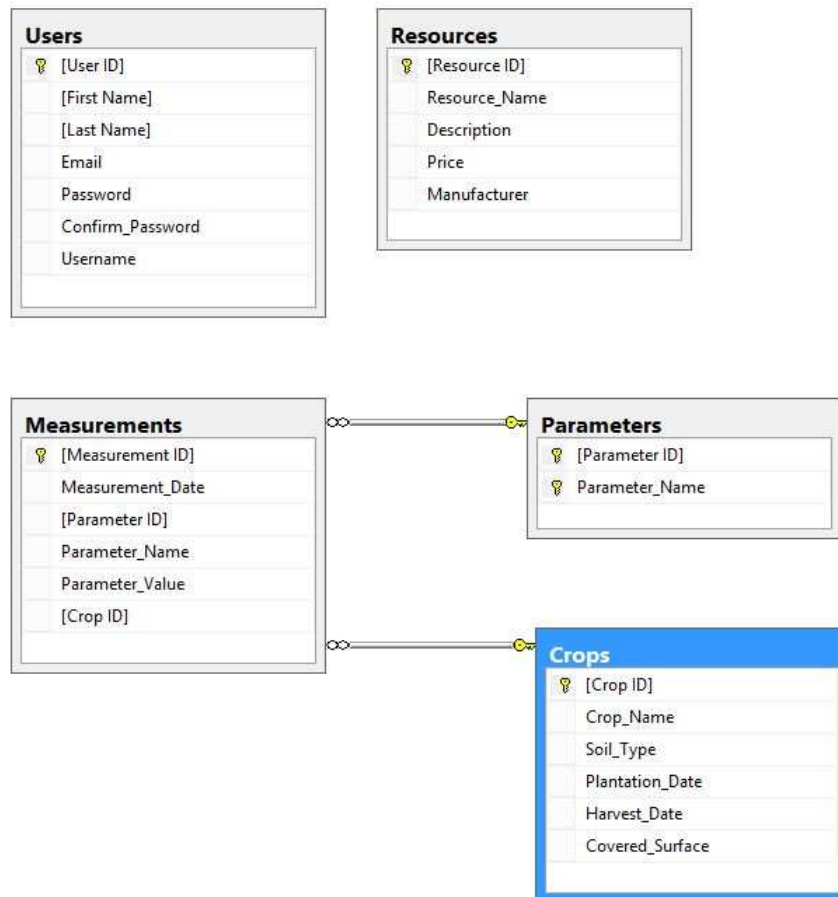 Users
[User ID]
[First Name]
[Last Name]
Email
Password
Confirm_Password
Username
Resources
[Resource ID]
Resource_Name
Description
Price
Manufacturer
Measurements
[Measurement ID]
Measurement_Date
[Parameter ID]
Parameter_Name
Parameter_Value
[Crop ID]
Parameters
[Parameter ID]
Parameter_Name
Crops
[Crop ID]
Crop_Name
Soil_Type
Plantation_Date
Harvest_Date
Covered_Surface